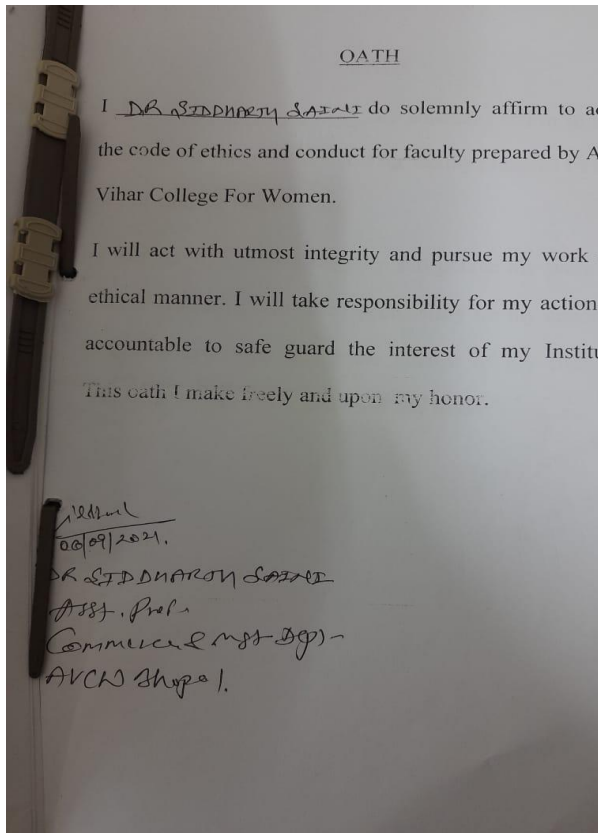 OATH
I DR SIDDHARTH SAINI do solemnly affirm to a
the code of ethics and conduct for faculty prepared by A
Vihar College For Women.
I will act with utmost integrity and pursue my work
ethical manner. I will take responsibility for my action
accountable to safe guard the interest of my Institu
This oath I make freely and upon my honor.
/09/2021.
DR SIDDHARTH SAINI
Asst. Prof.
Commerce & Mgt Dept
AVCW Bhopal.